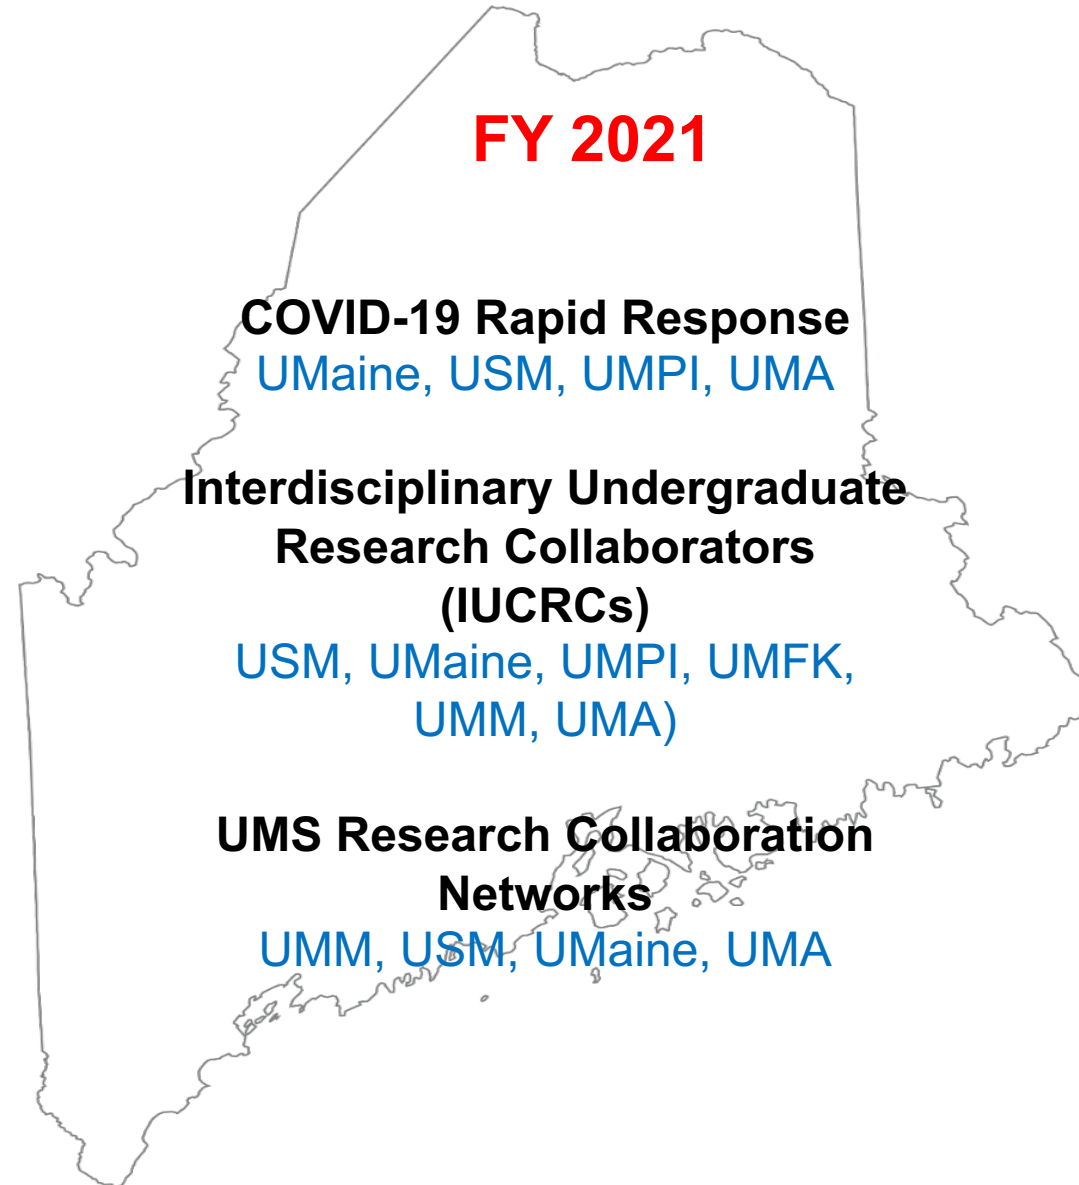 FY 2021
COVID-19 Rapid Response
UMaine, USM, UMPI, UMA
Interdisciplinary Undergraduate
Research Collaborators
(IUCRCs)
USM, UMaine, UMPI, UMFK,
UMM, UMA)
UMS Research Collaboration
Networks
UMM, USM, UMaine, UMA